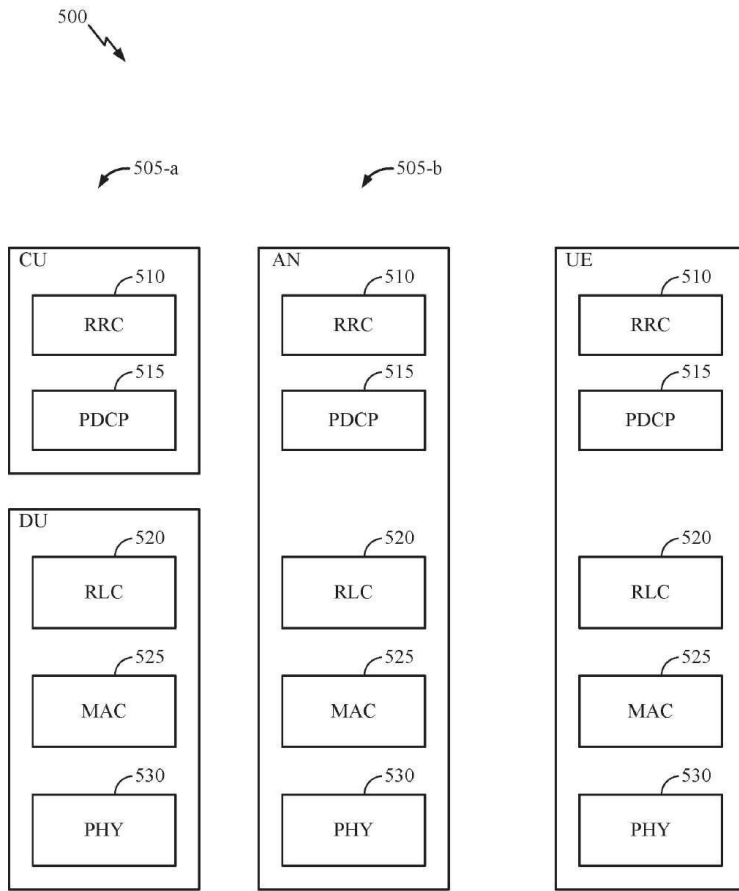 500
505-a 505-b
CU AN UE
510 510 510
RRC RRC RRC
515 515 515
PDCP PDCP PDCP
DU
520 520 520
RLC RLC RLC
525 525 525
MAC MAC MAC
530 530 530
PHY PHY PHY